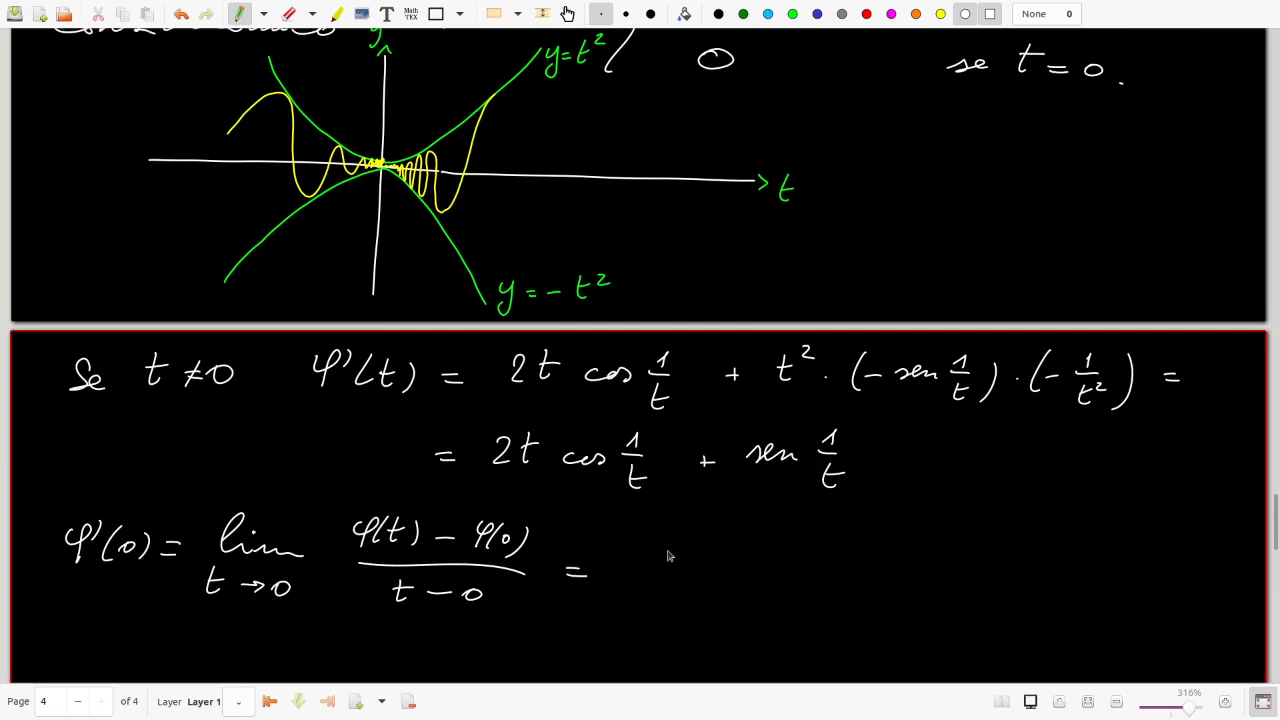 None 0
y
y=t²
0 se t=0.
t
y=-t²
Se t≠0 φ'(t) = 2t cos 1/t + t² · (- sen 1/t) · (- 1/t²) =
= 2t cos 1/t + sen 1/t
φ'(0) = lim t→0 φ(t) - φ(0) / t - 0 =
Page 4 of 4 Layer Layer 1 316%